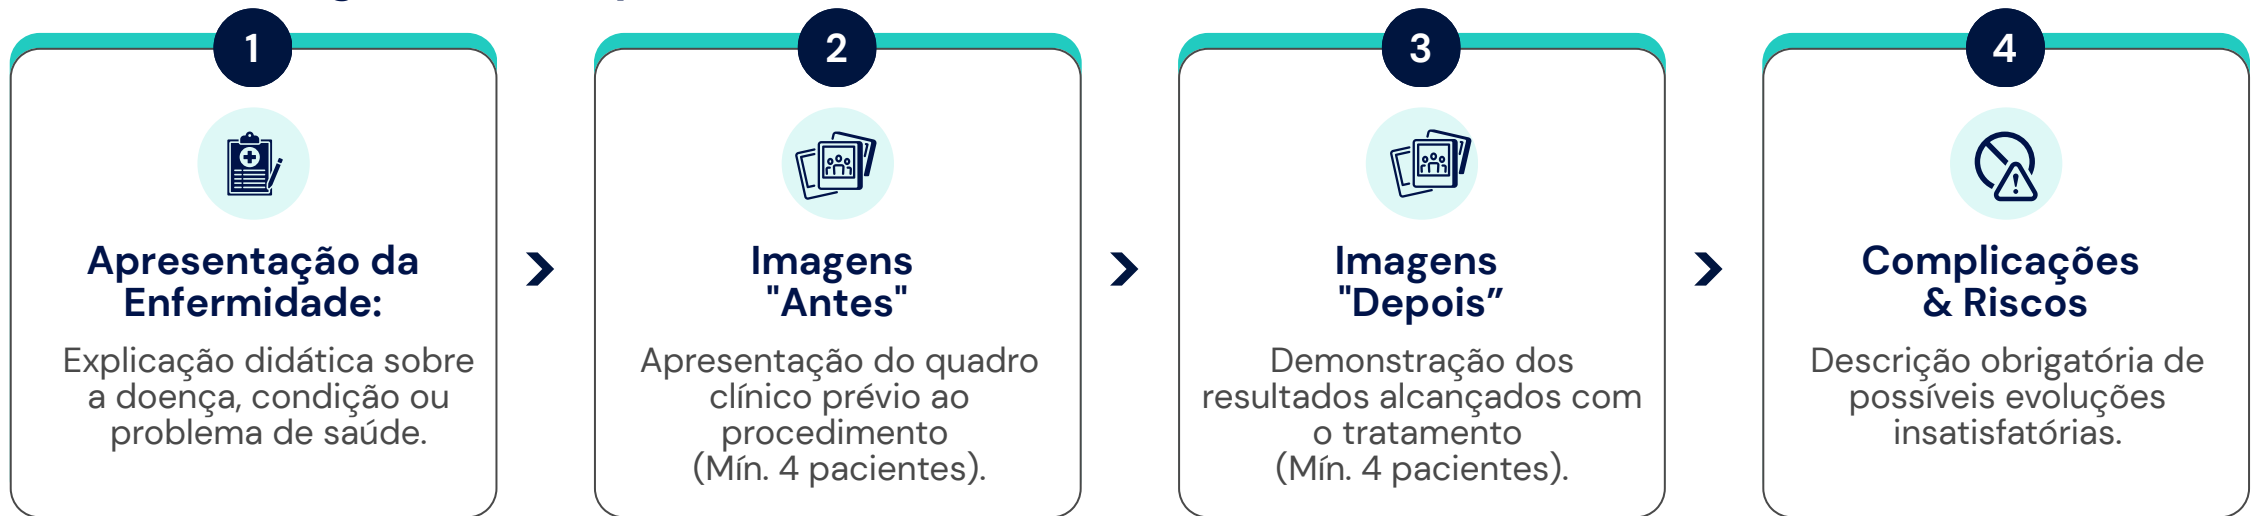 1
Apresentação da
Enfermidade:
Explicação didática sobre
a doença, condição ou
problema de saúde.
2
Imagens
"Antes"
Apresentação do quadro
clínico prévio ao
procedimento
(Mín. 4 pacientes).
3
Imagens
"Depois”
Demonstração dos
resultados alcançados com
o tratamento
(Mín. 4 pacientes).
4
Complicações
& Riscos
Descrição obrigatória de
possíveis evoluções
insatisfatórias.